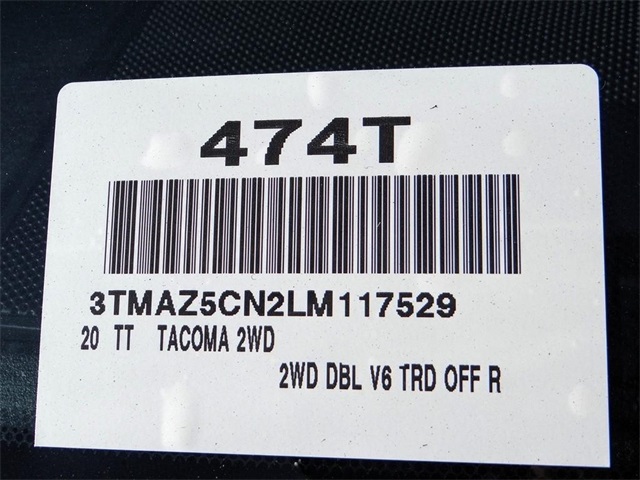 474T
3TMAZ5CN2LM117529
20 TT TACOMA 2WD
2WD DBL V6 TRD OFF R